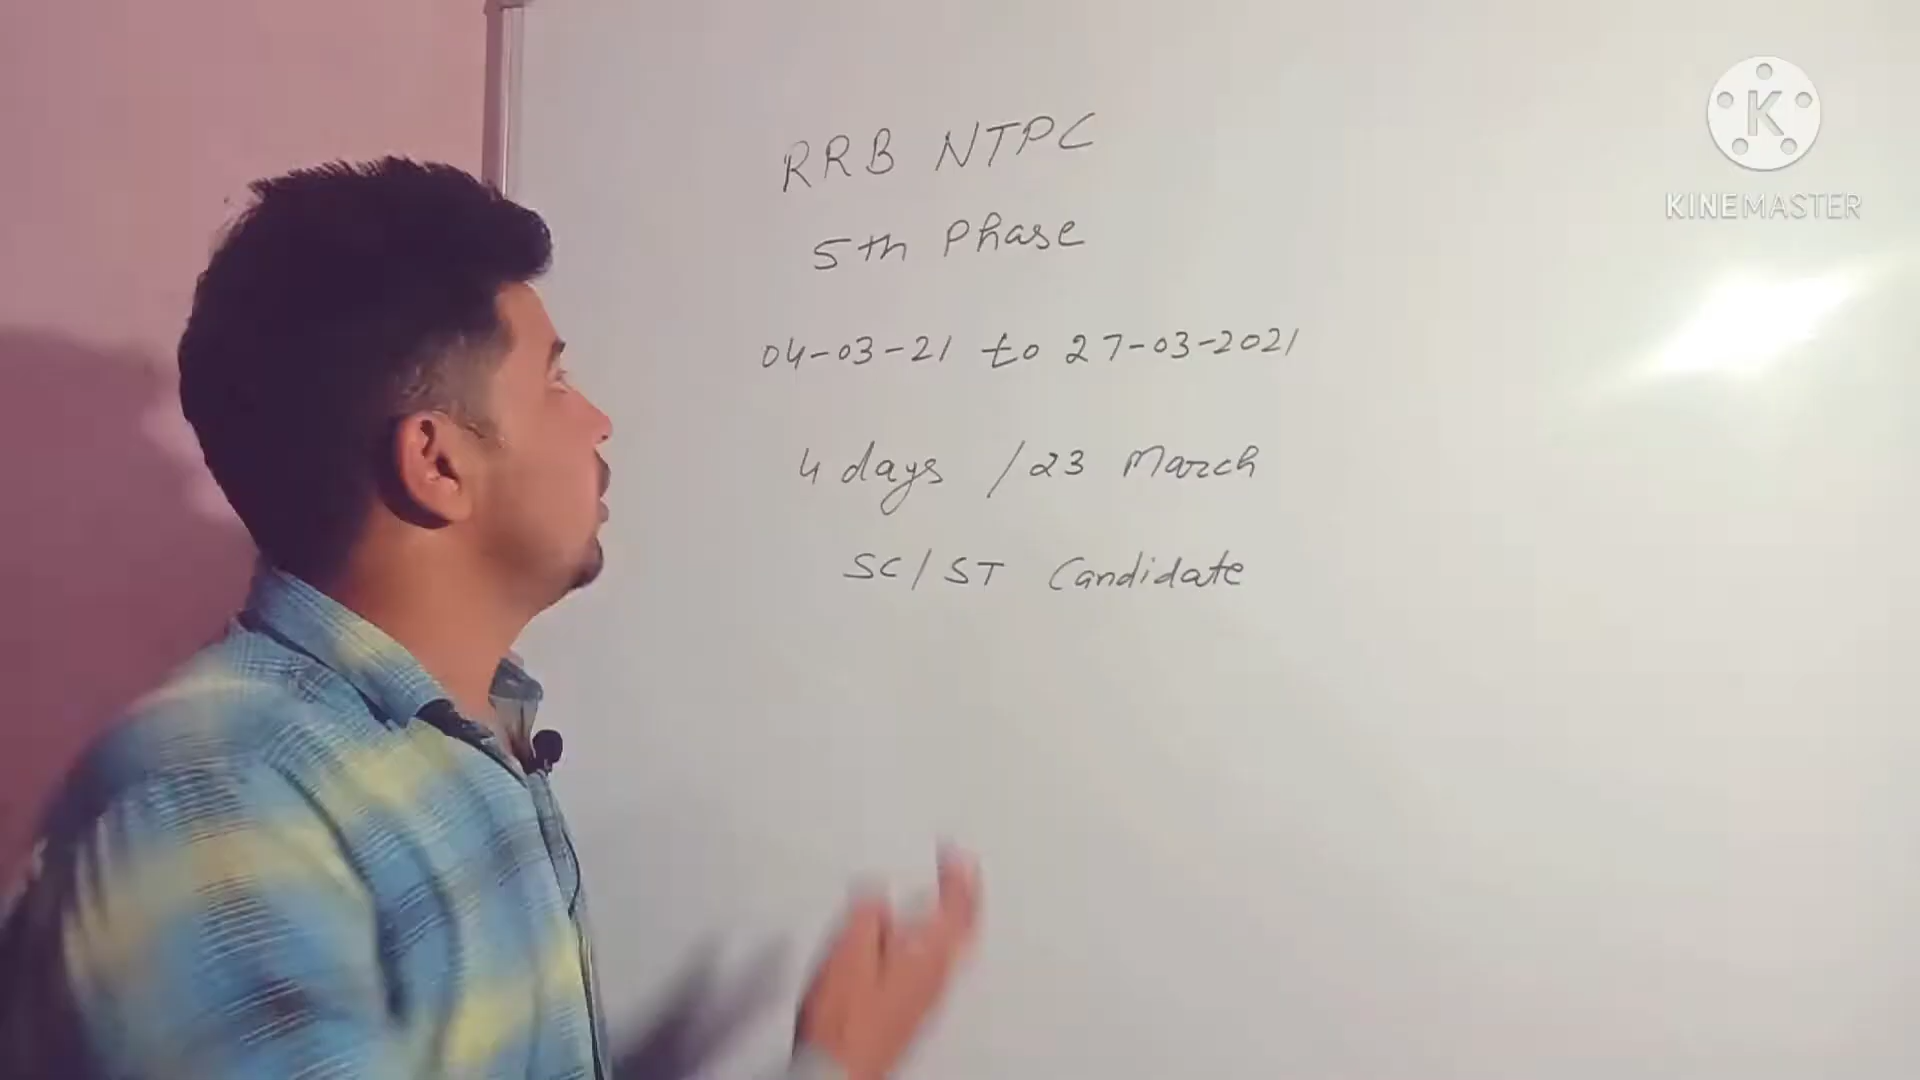 RRB NTPC
5th Phase
04-03-21 to 27-03-2021
4 days / 23 March
SC/ST Candidate
K
KINEMASTER